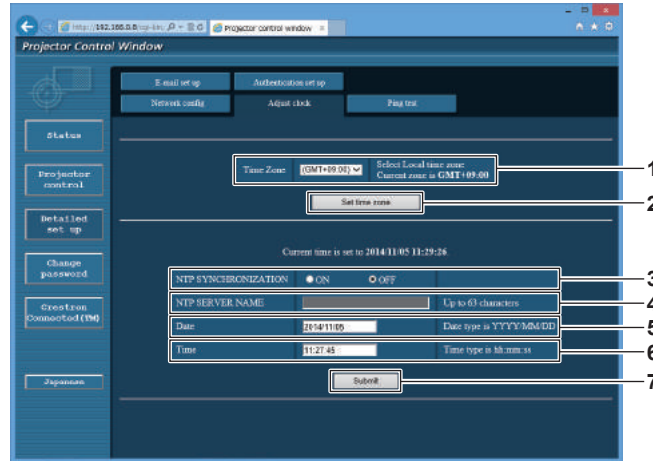 http://192.168.0.8/cgi-bin/
Projector control window
Projector Control Window
E-mail set up
Authentication set up
Network config
Adjust clock
Ping test
Status
Projector
control
Detailed
set up
Change
password
Crestron
Connected(TM)
Japanese
Time Zone
(GMT+09:00)
Select Local time zone
Current zone is GMT+09:00
1
Set time zone
2
Current time is set to 2014/11/05 11:29:26
NTP SYNCHRONIZATION
ON
OFF
3
NTP SERVER NAME
Up to 63 characters
4
Date
2014/11/05
Date type is YYYY/MM/DD
5
Time
11:27:45
Time type is hh:mm:ss
6
Submit
7